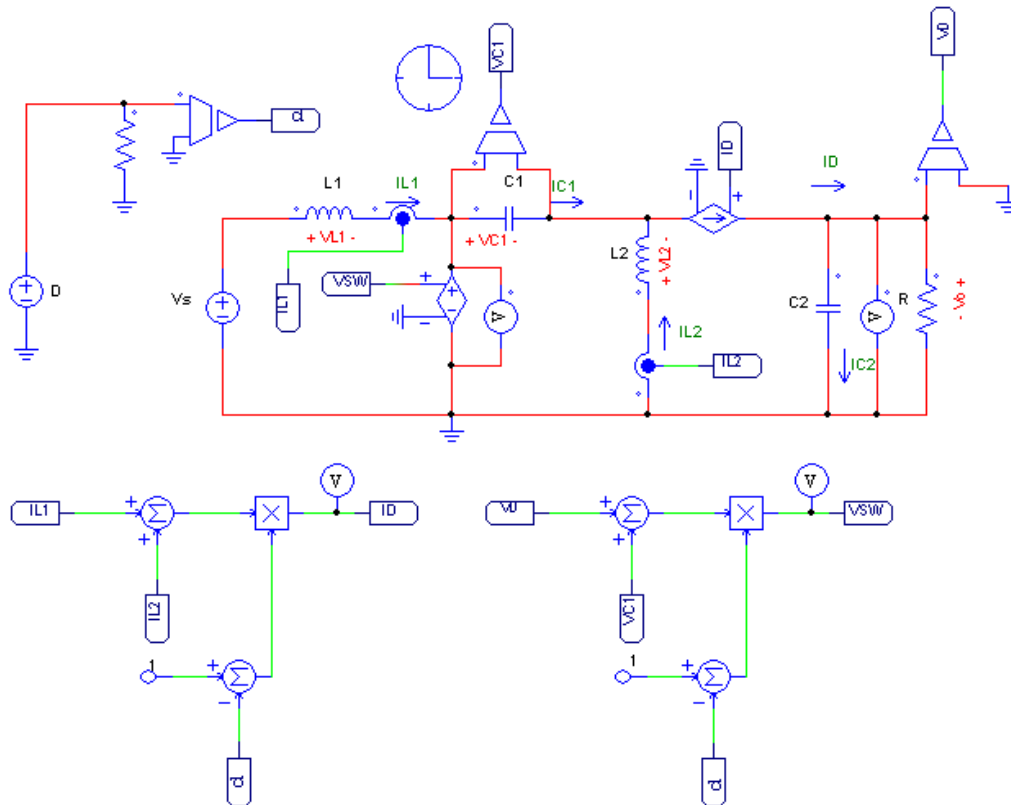 V0
VC1
d
ID
ID
L1
IL1
C1
IC1
+ VL1 -
+ VC1 -
L2
+ VL2 -
D
Vs
IL1
VSW
+
-
V
IL2
IL2
C2
V
R
- Vo +
IC2
- +
V
V
IL1
+
Σ
+
X
ID
V0
+
Σ
+
X
VSW
IL2
VC1
1
+
Σ
-
1
+
Σ
-
d
d